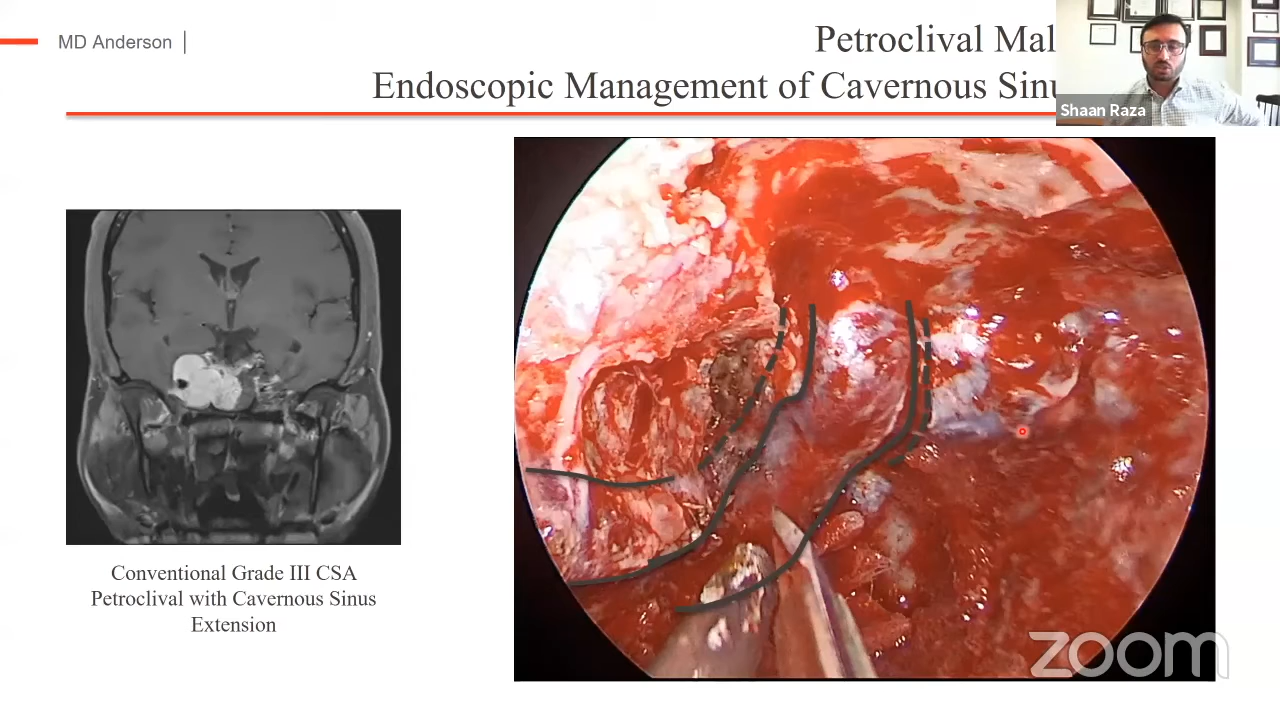 MD Anderson
Petroclival Mal
Endoscopic Management of Cavernous Sinu
Shaan Raza
Conventional Grade III CSA
Petroclival with Cavernous Sinus
Extension
zoom